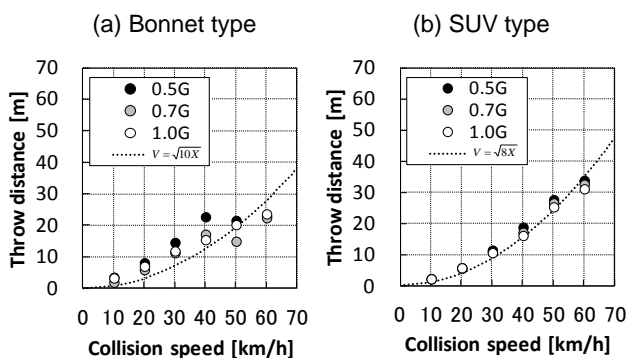 (a) Bonnet type
70
60
50
40
30
20
10
0
Throw distance [m]
0.5G
0.7G
1.0G
V = √10X
0 10 20 30 40 50 60 70
Collision speed [km/h]
(b) SUV type
70
60
50
40
30
20
10
0
Throw distance [m]
0.5G
0.7G
1.0G
V = √8X
0 10 20 30 40 50 60 70
Collision speed [km/h]